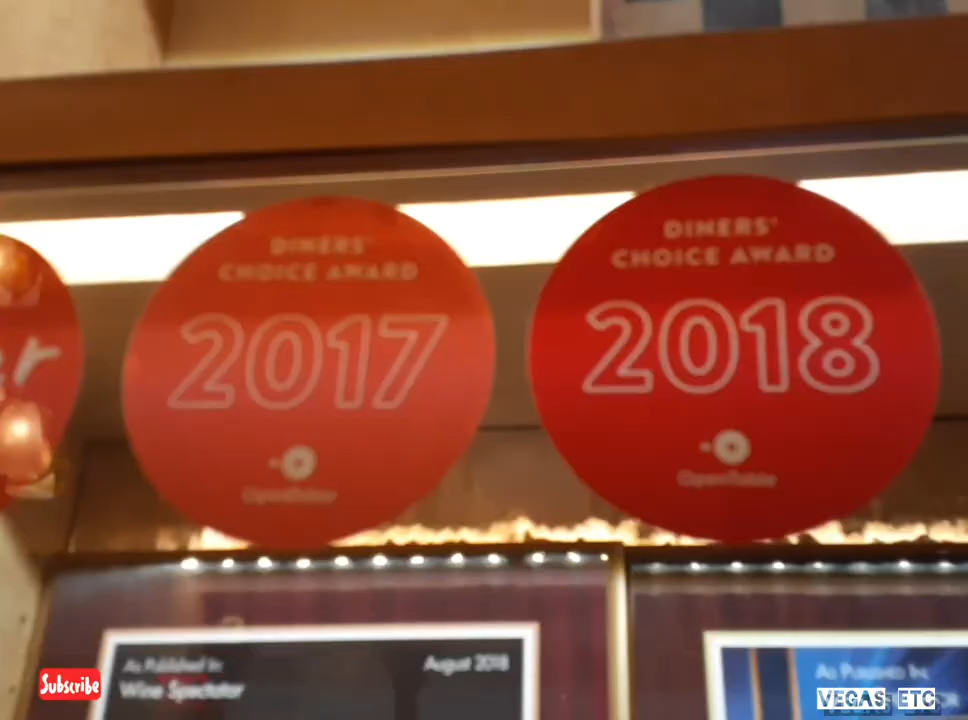 DINERS'
CHOICE AWARD
2017
OpenTable
DINERS'
CHOICE AWARD
2018
OpenTable
er
As Published In:
Wine Spectator
August 2018
As Published In:
Subscribe
VEGAS ETC